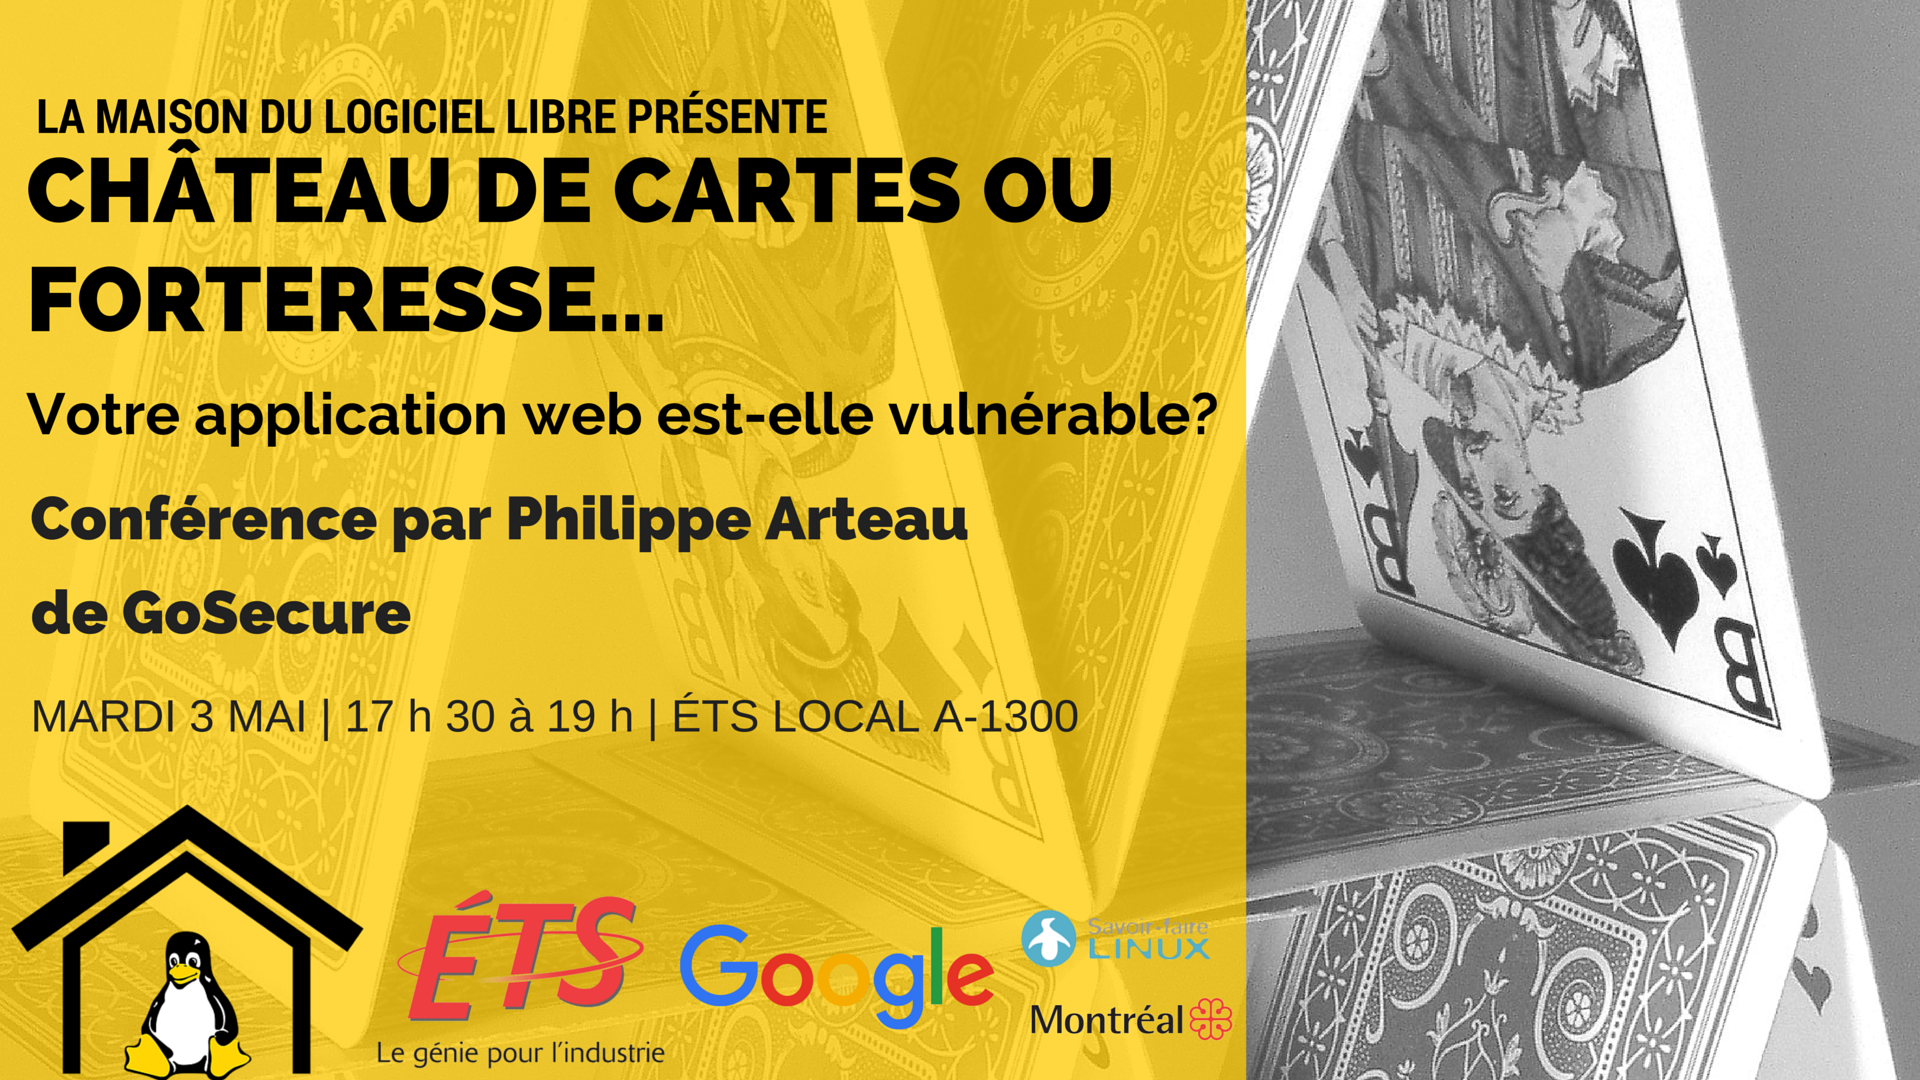 LA MAISON DU LOGICIEL LIBRE PRÉSENTE
CHÂTEAU DE CARTES OU
FORTERESSE...
Votre application web est-elle vulnérable?
Conférence par Philippe Arteau
de GoSecure
MARDI 3 MAI | 17 h 30 à 19 h | ÉTS LOCAL A-1300
ÉTS
Le génie pour l'industrie
Google
Savoir-faire
LINUX
Montréal
B
B
B
B